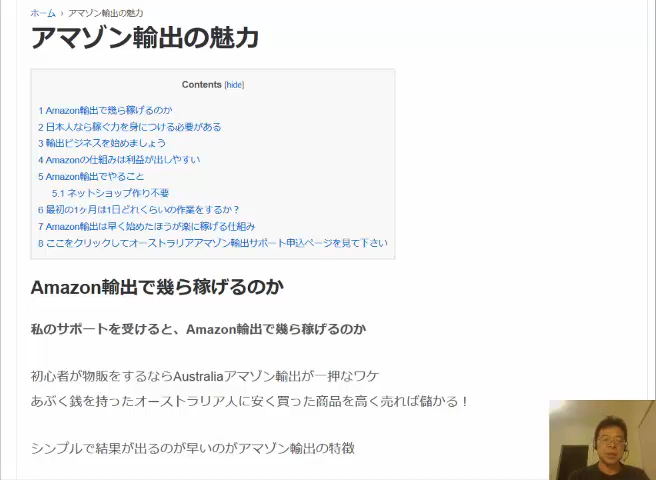 ホーム › アマゾン輸出の魅力
アマゾン輸出の魅力
Contents [hide]
1 Amazon輸出で幾ら稼げるのか
2 日本人なら稼ぐ力を身につける必要がある
3 輸出ビジネスを始めましょう
4 Amazonの仕組みは利益が出しやすい
5 Amazon輸出でやること
5.1 ネットショップ作り不要
6 最初の1ヶ月は1日どれくらいの作業をするか？
7 Amazon輸出は早く始めたほうが楽に稼げる仕組み
8 ここをクリックしてオーストラリアアマゾン輸出サポート申込ページを見て下さい
Amazon輸出で幾ら稼げるのか
私のサポートを受けると、Amazon輸出で幾ら稼げるのか
初心者が物販をするならAustraliaアマゾン輸出が一押なワケ
あぶく銭を持ったオーストラリア人に安く買った商品を高く売れば儲かる！
シンプルで結果が出るのが早いのがアマゾン輸出の特徴